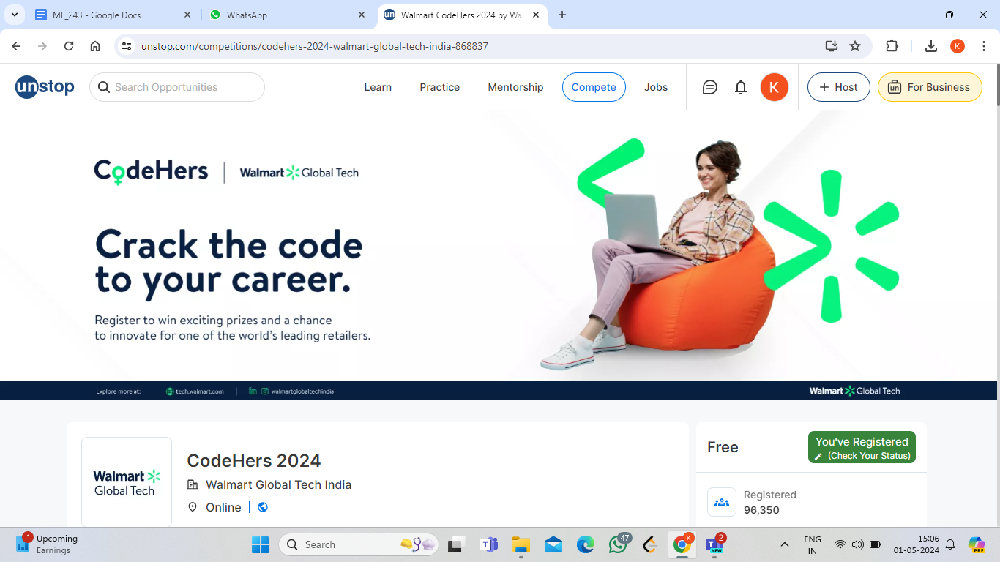 ML_243 - Google Docs
WhatsApp
un Walmart CodeHers 2024 by Wal
unstop.com/competitions/codehers-2024-walmart-global-tech-india-868837
K
unstop
Search Opportunities
Learn
Practice
Mentorship
Compete
Jobs
K
+ Host
un For Business
CodeHers | Walmart Global Tech
Crack the code
to your career.
Register to win exciting prizes and a chance
to innovate for one of the world's leading retailers.
Explore more at: tech.walmart.com | in walmartglobaltechindia
Walmart Global Tech
Walmart
Global Tech
CodeHers 2024
Walmart Global Tech India
Online
Free
You've Registered
(Check Your Status)
Registered
96,350
1
Upcoming
Earnings
Search
47
K
2
NEW
ENG
IN
15:06
01-05-2024
PRE